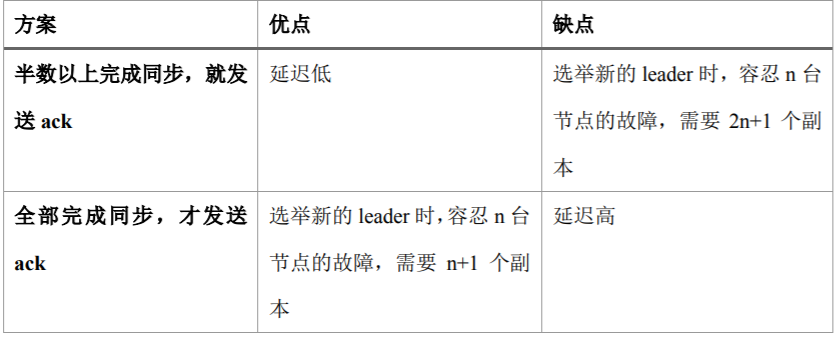 方案 优点 缺点
半数以上完成同步，就发
送 ack
延迟低
选举新的 leader 时，容忍 n 台
节点的故障，需要 2n+1 个副
本
全部完成同步，才发送
ack
选举新的 leader 时，容忍 n 台
节点的故障，需要 n+1 个副
本
延迟高